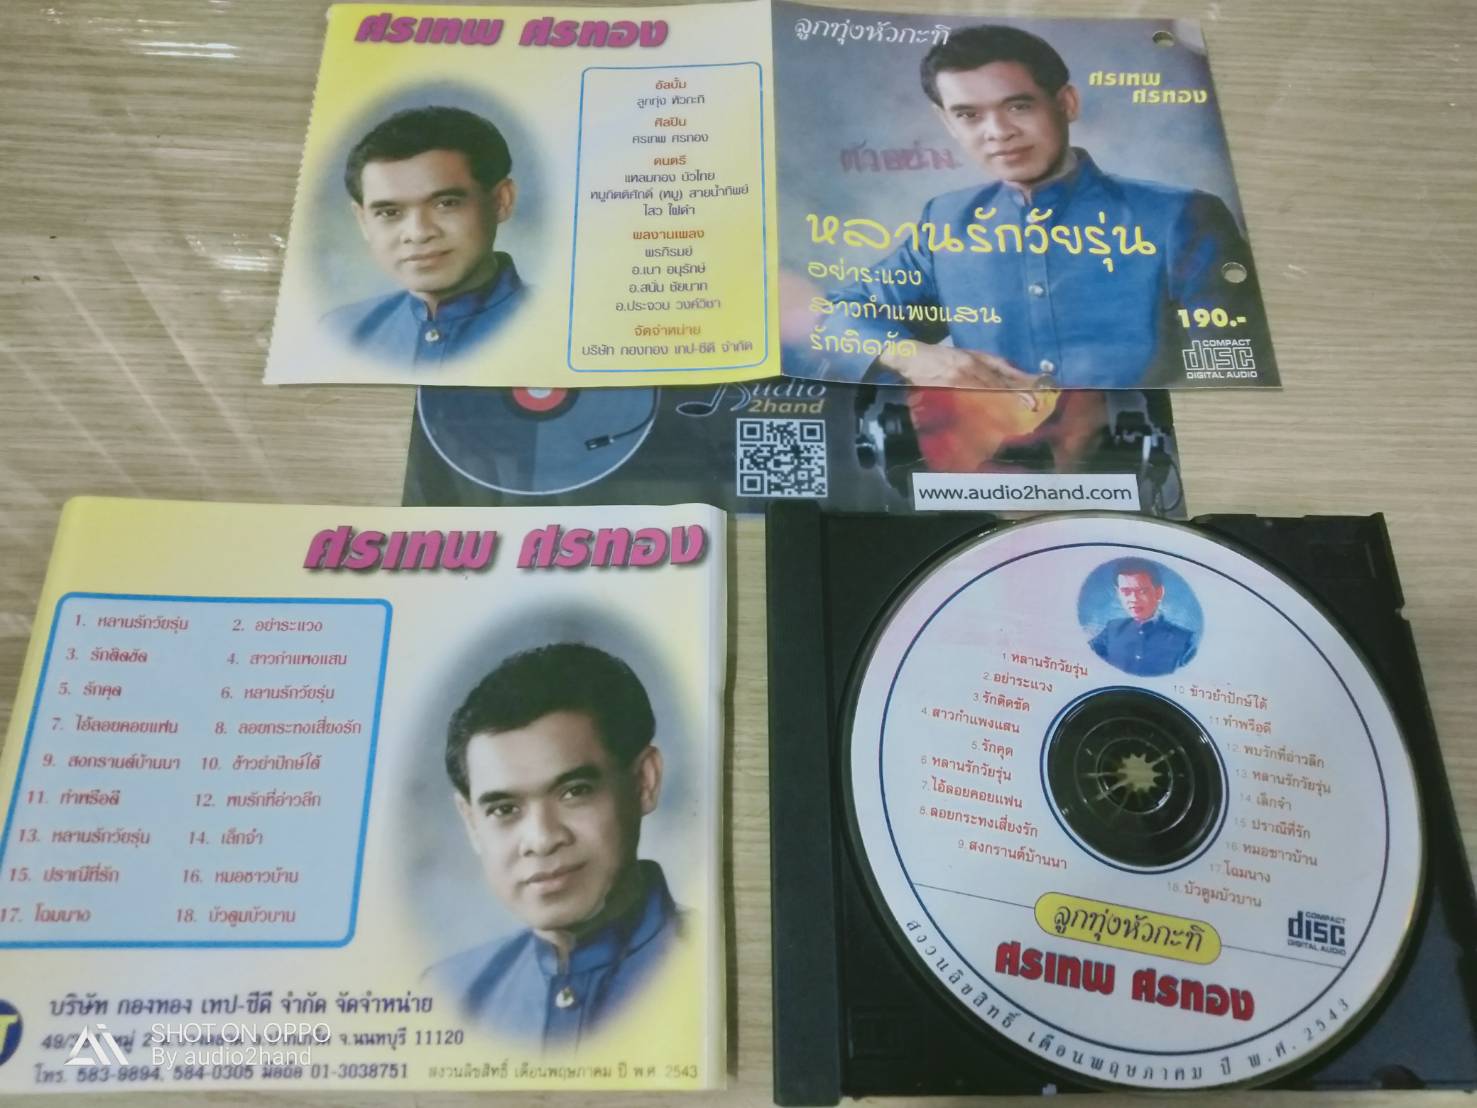 ศรเทพ ศรทอง
อัลบั้ม
ลูกทุ่ง หัวกะทิ
ศิลปิน
ศรเทพ ศรทอง
ดนตรี
แหลมทอง บัวไทย
หมูกิตติศักดิ์ (หมู) สายน้ำทิพย์
ไสว ไฝดำ
ผลงานเพลง
พรภิรมย์
อ.เนา อนุรักษ์
อ.สนั่น ชัยนาท
อ.ประจวบ วงศ์วิชา
จัดจำหน่าย
บริษัท กองทอง เทป-ซีดี จำกัด
ลูกทุ่งหัวกะทิ
ศรเทพ
ศรทอง
ตัวอย่าง
หลานรักวัยรุ่น
อย่าระแวง
สาวกำแพงแสน
รักติดขัด
190.-
COMPACT
disc
DIGITAL AUDIO
Audio
2hand
www.audio2hand.com
ศรเทพ ศรทอง
1. หลานรักวัยรุ่น 2. อย่าระแวง
3. รักติดขัด 4. สาวกำแพงแสน
5. รักคุด 6. หลานรักวัยรุ่น
7. ไอ้ลอยคอยแฟน 8. ลอยกระทงเสี่ยงรัก
9. สงกรานต์บ้านนา 10. ข้าวยำปักษ์ใต้
11. ทำพรือดี 12. พบรักที่อ่าวลึก
13. หลานรักวัยรุ่น 14. เล็กจ๋า
15. ปราณีที่รัก 16. หมอชาวบ้าน
17. โฉมนาง 18. บัวตูมบัวบาน
บริษัท กองทอง เทป-ซีดี จำกัด จัดจำหน่าย
จ.นนทบุรี 11120
โทร. 583-9894, 584-0305 มือถือ 01-3038751 สงวนลิขสิทธิ์ เดือนพฤษภาคม ปี พ.ศ 2543
SHOT ON OPPO
By audio2hand
1. หลานรักวัยรุ่น
2. อย่าระแวง
3. รักติดขัด
4. สาวกำแพงแสน
5. รักคุด
6. หลานรักวัยรุ่น
7. ไอ้ลอยคอยแฟน
8. ลอยกระทงเสี่ยงรัก
9. สงกรานต์บ้านนา
10. ข้าวยำปักษ์ใต้
11. ทำพรือดี
12. พบรักที่อ่าวลึก
13. หลานรักวัยรุ่น
14. เล็กจ๋า
15. ปราณีที่รัก
16. หมอชาวบ้าน
17. โฉมนาง
18. บัวตูมบัวบาน
ลูกทุ่งหัวกะทิ
ศรเทพ ศรทอง
COMPACT
disc
DIGITAL AUDIO
สงวนลิขสิทธิ์ เดือนพฤษภาคม ปี พ.ศ. 2543